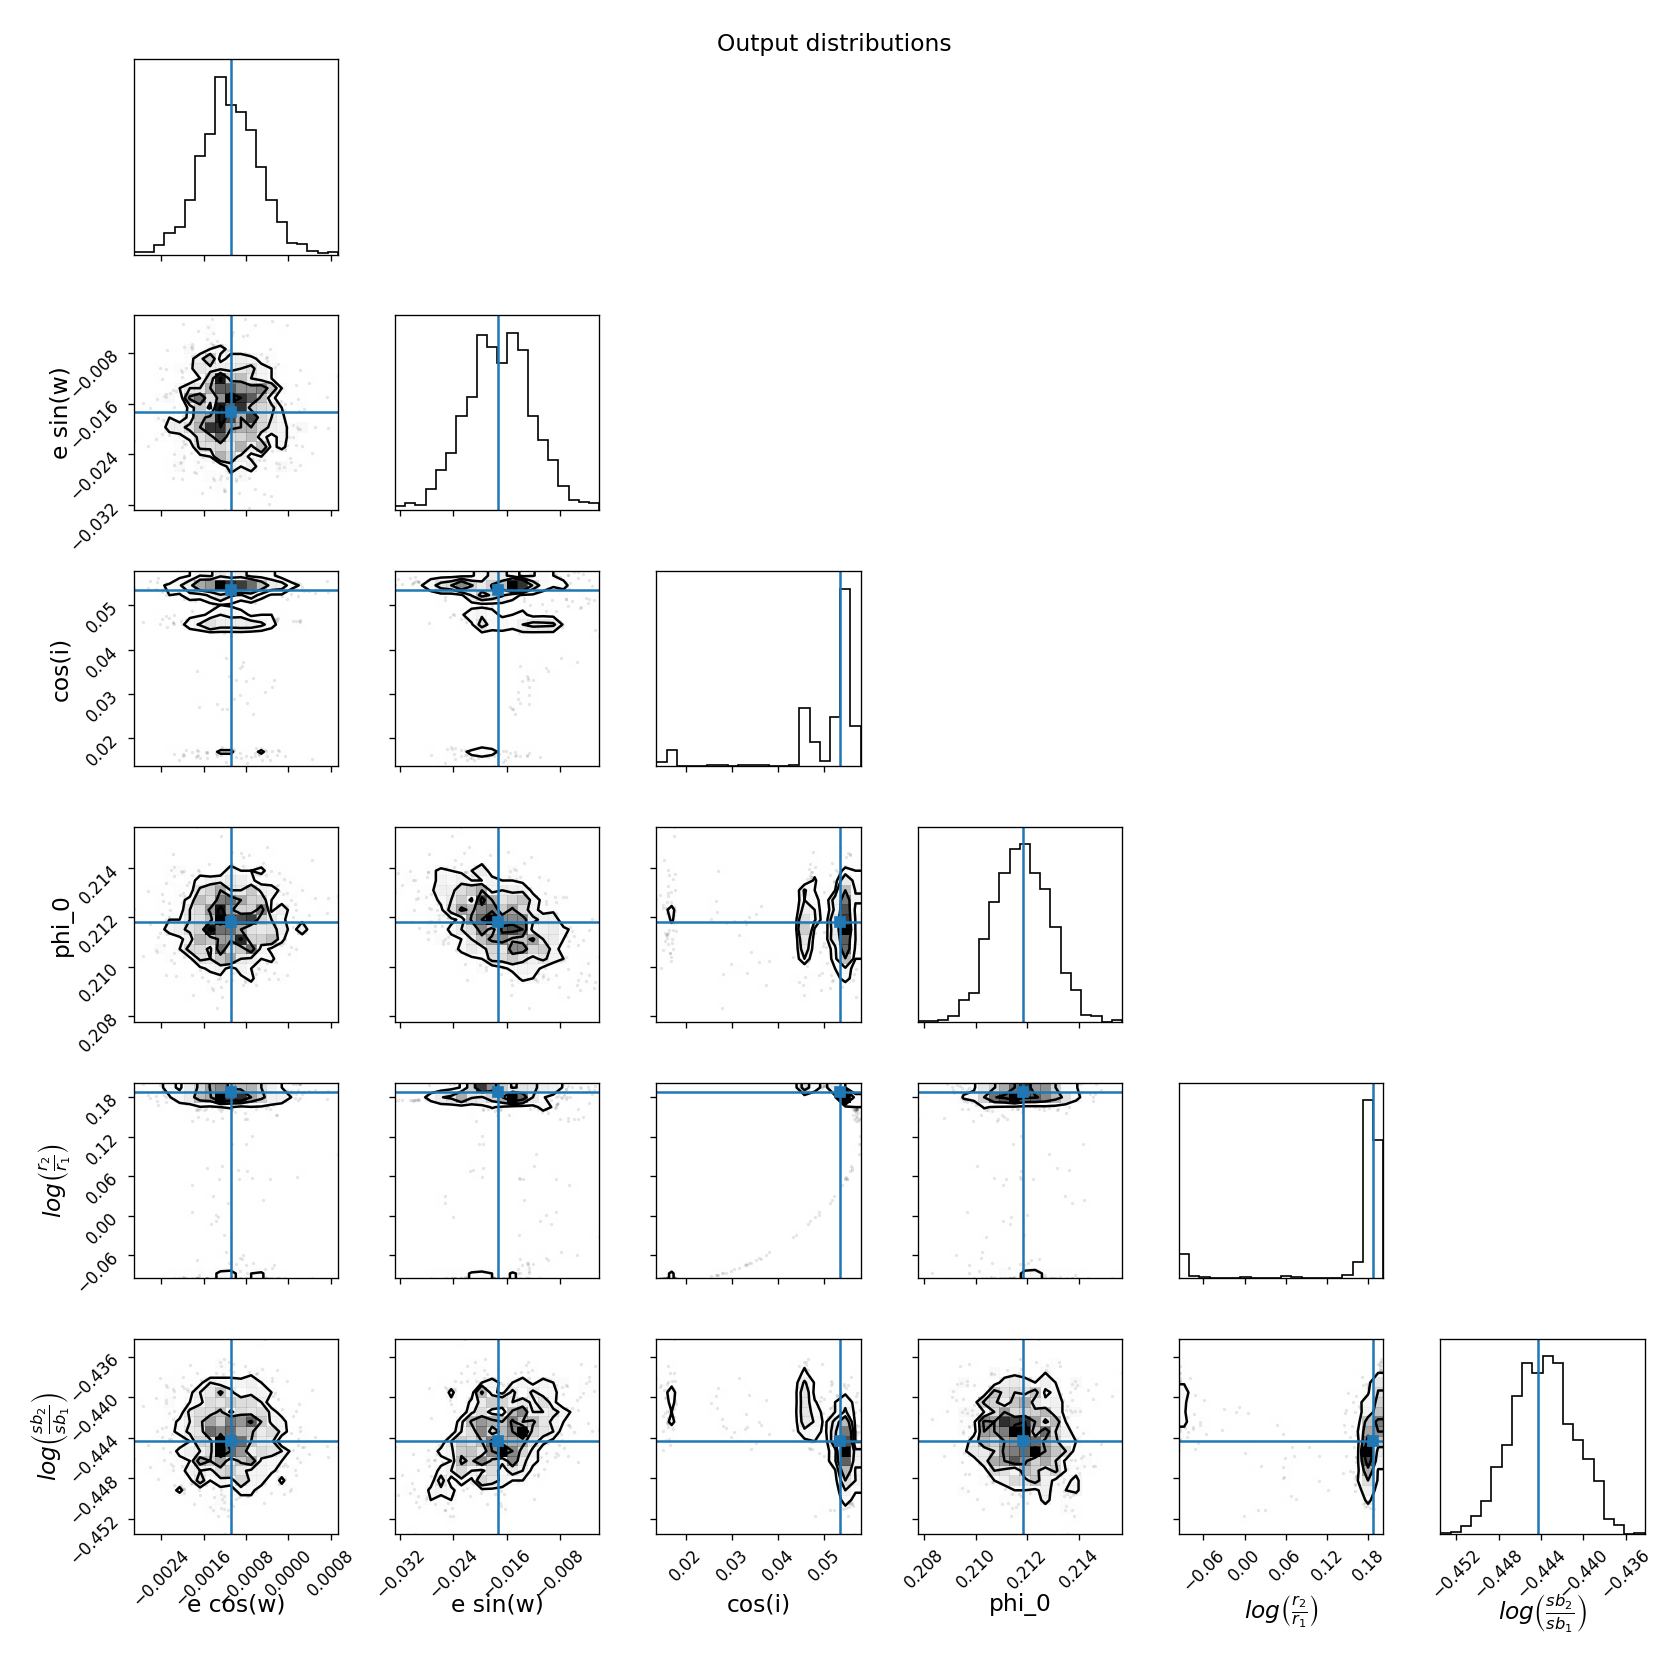 Output distributions
e sin(w)
−0.008
−0.016
−0.024
−0.032
cos(i)
0.05
0.04
0.03
0.02
phi_0
0.214
0.212
0.210
0.208
log(r2/r1)
0.18
0.12
0.06
0.00
−0.06
log(sb2/sb1)
−0.436
−0.440
−0.444
−0.448
−0.452
−0.0024 −0.0016 −0.0008 0.0000 0.0008 −0.032 −0.024 −0.016 −0.008 0.02 0.03 0.04 0.05 0.208 0.210 0.212 0.214 −0.06 0.00 0.06 0.12 0.18 −0.452 −0.448 −0.444 −0.440 −0.436
e cos(w) e sin(w) cos(i) phi_0 log(r2/r1) log(sb2/sb1)